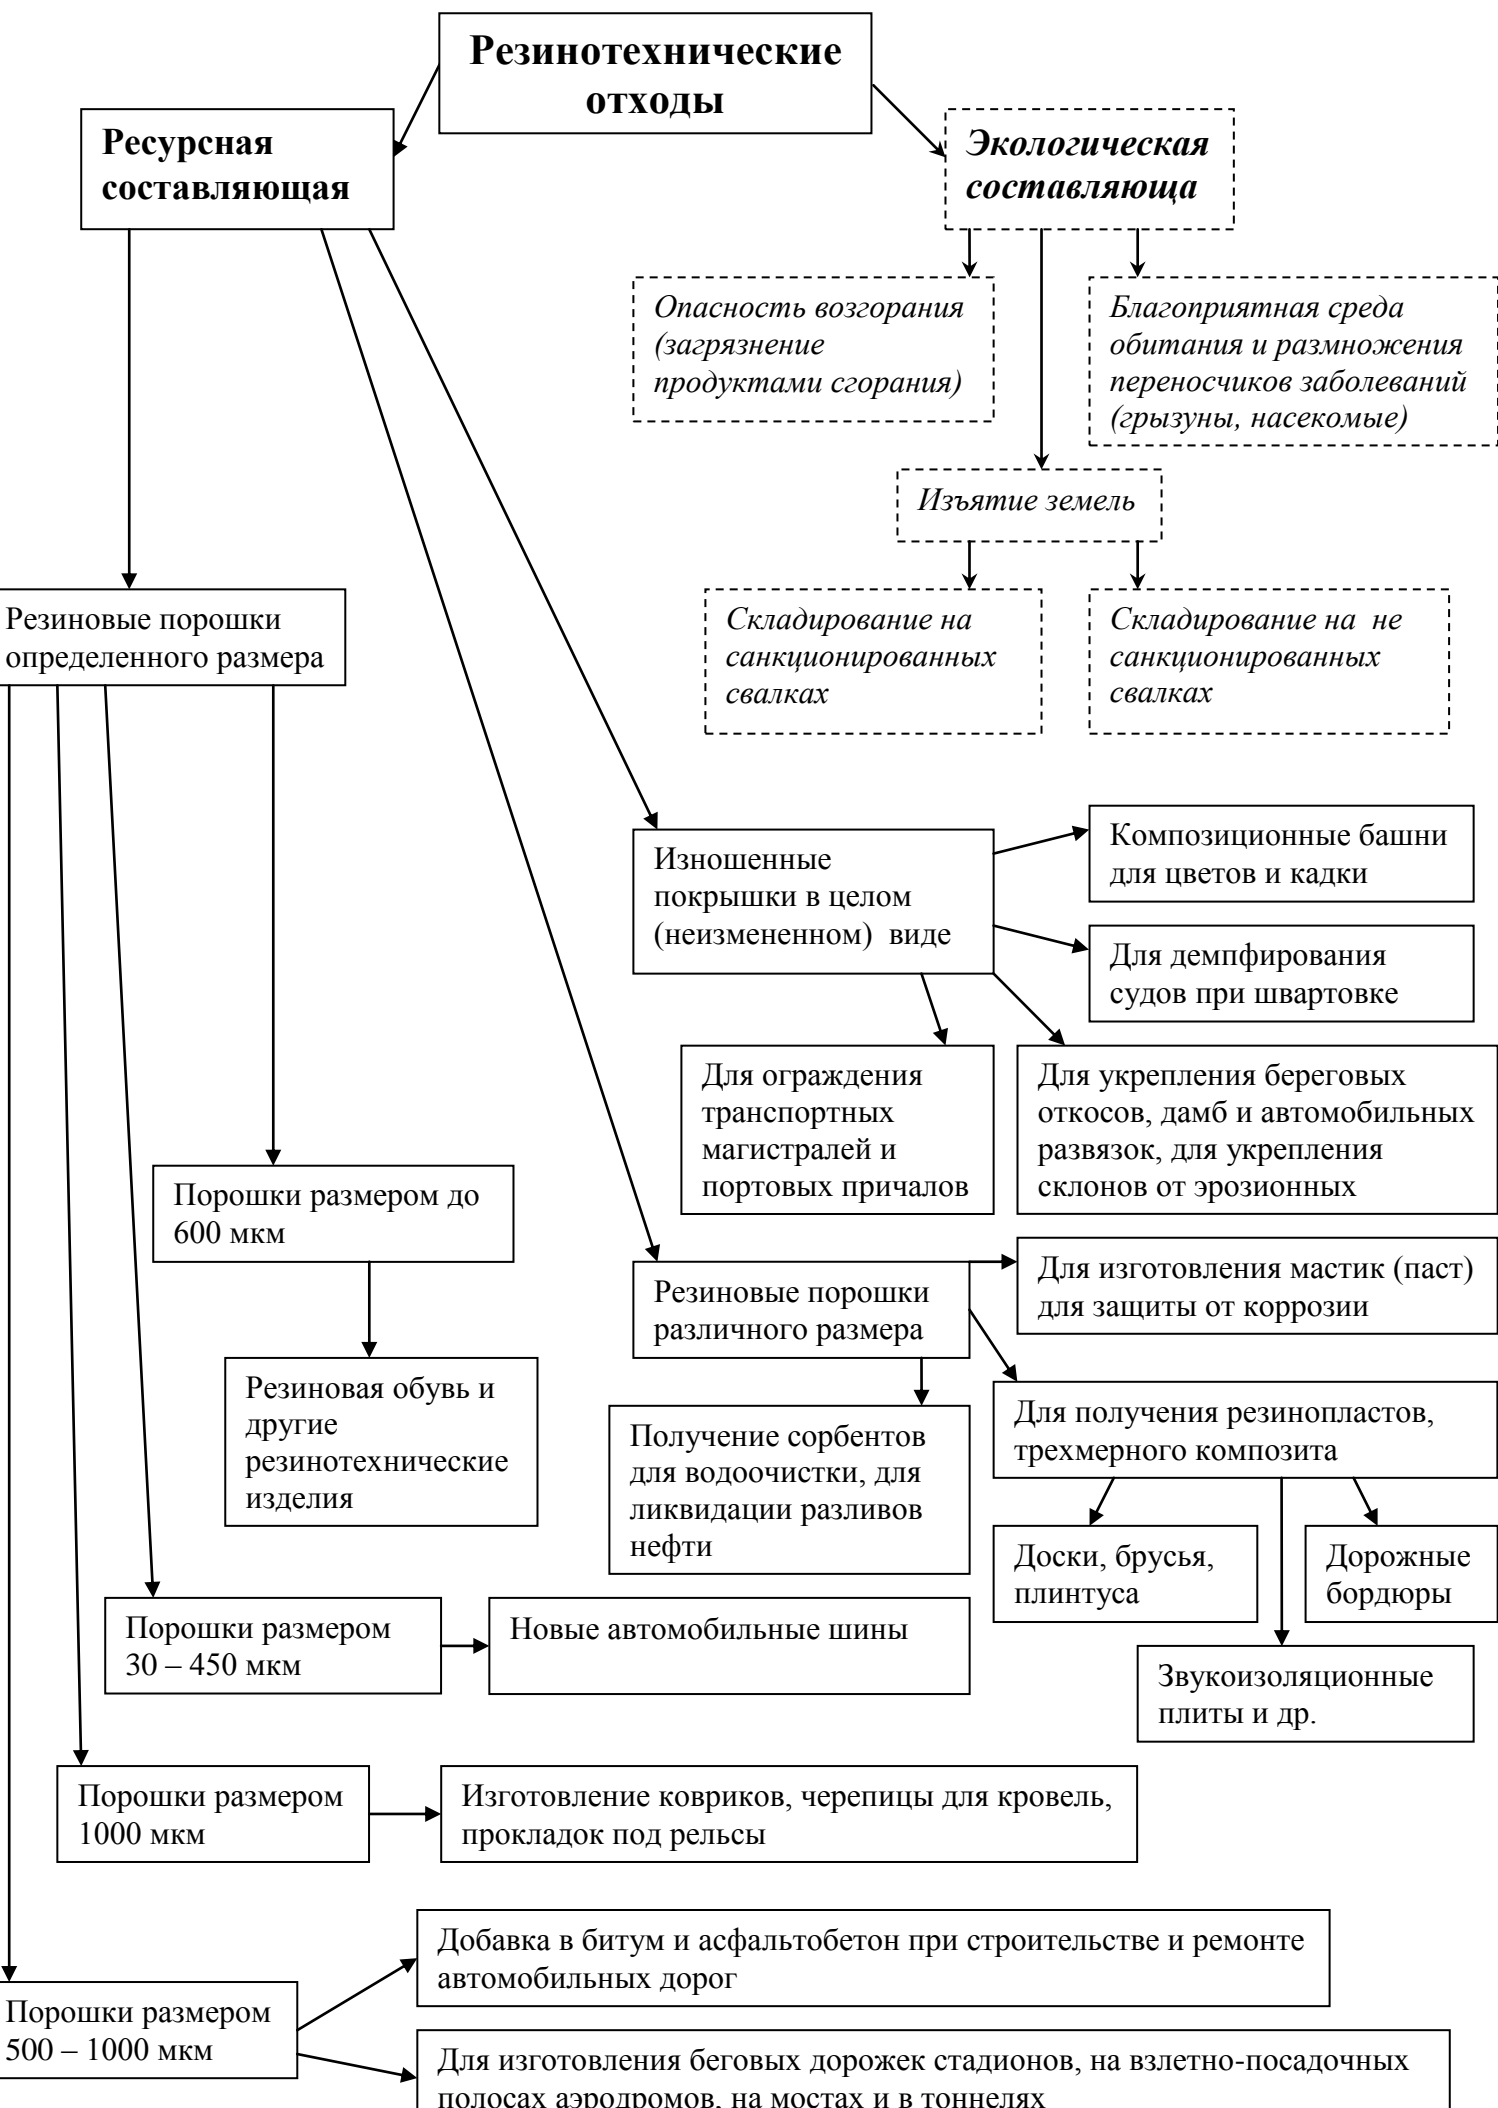 Резинотехнические
отходы
Ресурсная
составляющая
Экологическая
составляюща
Опасность возгорания
(загрязнение
продуктами сгорания)
Благоприятная среда
обитания и размножения
переносчиков заболеваний
(грызуны, насекомые)
Изъятие земель
Складирование на
санкционированных
свалках
Складирование на не
санкционированных
свалках
Резиновые порошки
определенного размера
Изношенные
покрышки в целом
(неизмененном) виде
Композиционные башни
для цветов и кадки
Для демпфирования
судов при швартовке
Для ограждения
транспортных
магистралей и
портовых причалов
Для укрепления береговых
откосов, дамб и автомобильных
развязок, для укрепления
склонов от эрозионных
Порошки размером до
600 мкм
Резиновые порошки
различного размера
Для изготовления мастик (паст)
для защиты от коррозии
Резиновая обувь и
другие
резинотехнические
изделия
Получение сорбентов
для водоочистки, для
ликвидации разливов
нефти
Для получения резинопластов,
трехмерного композита
Доски, брусья,
плинтуса
Дорожные
бордюры
Звукоизоляционные
плиты и др.
Порошки размером
30 – 450 мкм
Новые автомобильные шины
Порошки размером
1000 мкм
Изготовление ковриков, черепицы для кровель,
прокладок под рельсы
Порошки размером
500 – 1000 мкм
Добавка в битум и асфальтобетон при строительстве и ремонте
автомобильных дорог
Для изготовления беговых дорожек стадионов, на взлетно-посадочных
полосах аэродромов, на мостах и в тоннелях